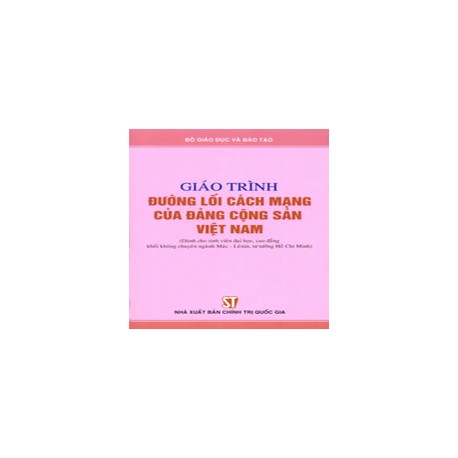 BỘ GIÁO DỤC VÀ ĐÀO TẠO
GIÁO TRÌNH
ĐƯỜNG LỐI CÁCH MẠNG
CỦA ĐẢNG CỘNG SẢN
VIỆT NAM
(Dành cho sinh viên đại học, cao đẳng
khối không chuyên ngành Mác - Lênin, tư tưởng Hồ Chí Minh)
ST
NHÀ XUẤT BẢN CHÍNH TRỊ QUỐC GIA